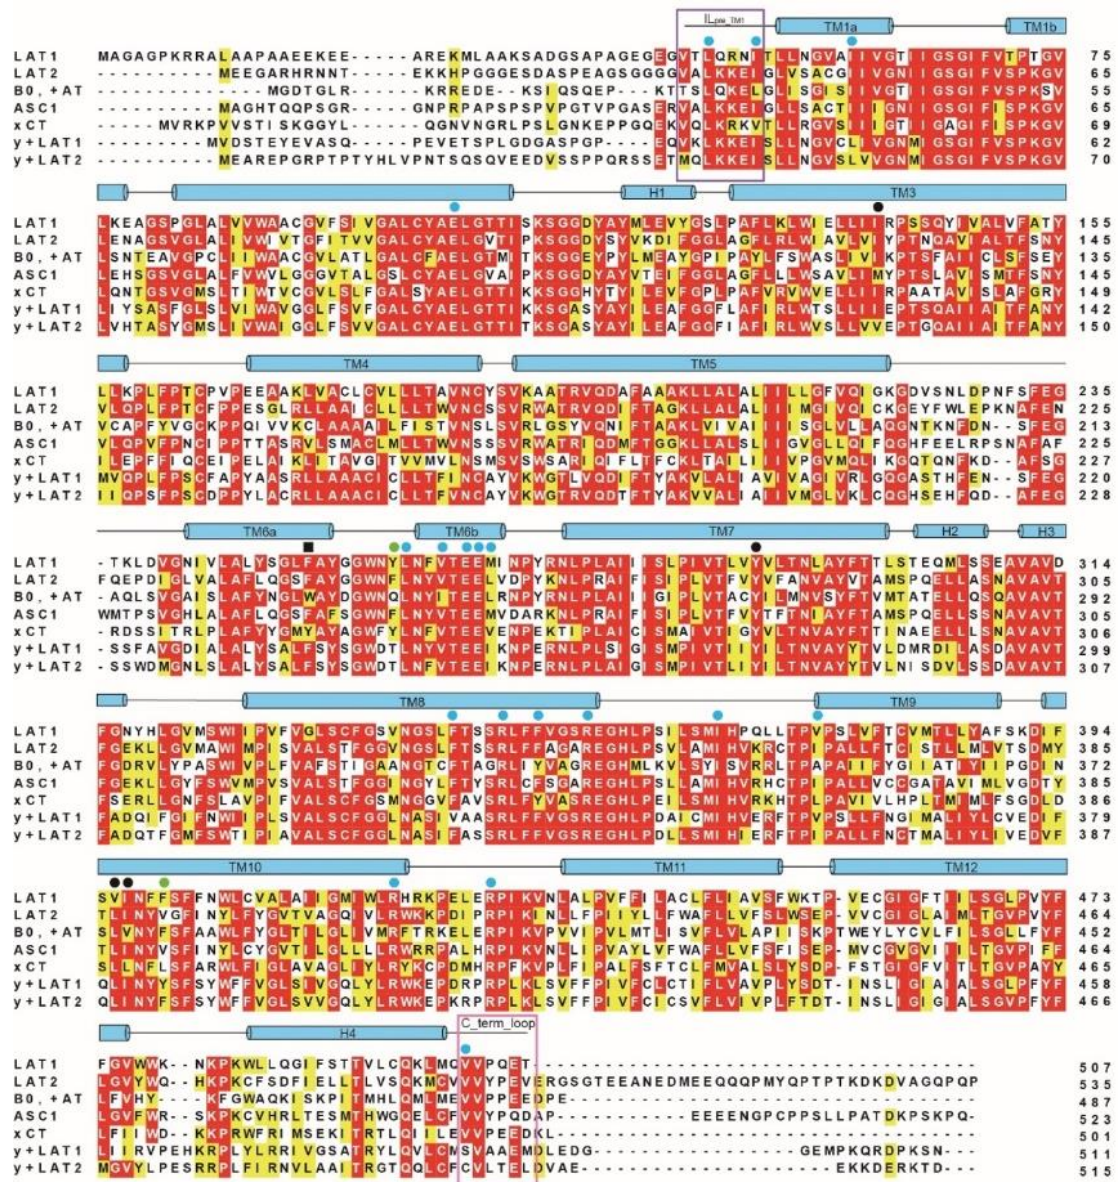 IL pre_TM1 TM1a TM1b
LAT1 MAGAGPKRRALAAPAAEEKEE-----AREKMLAAKSADGSAPAGEGEGVTLQRNITLLNGVAIIVGTIIGSGIFVTPTGV 75
LAT2 ----------MEEGARHRNNT-----EKKHPGGGESDASPEAGSGGGGVALKKEIGLVSACGIIVGNIIGSGIFVSPKGV 65
B0,+AT --------------MGDTGLR-----KRREDE-KSIQSQEP---KTTSLQKELGLISGISIIVGTIIGSGIFVSPKSV 55
ASC1 ----------MAGHTQQPSGR-----GNPRPAPSPSPVPGTVPGASERVALKKEIGLLSACTIIIGNIIGSGIFISPKGV 65
xCT -----MVRKPVVSTISKGGYL-----QGNVNGRLPSLGNKEPPGQEKVQLKRKVTLLRGVSIIIGTIIGAGIFISPKGV 69
y+LAT1 --------MVDSTEYEVASQ-----PEVETSPLGDGASPGP---EQVKLKKEISLLNGVCLIVGNMIGSGIFVSPKGV 62
y+LAT2 ----------MEAREPGRPTPTYHLVPNTSQSQVEEDVSSPPQRSSETMQLKKEISLLNGVSLVVGNMIGSGIFVSPKGV 70
H1 TM3
LAT1 LKEAGSPGLALVVWAACGVFSIVGALCYAELGTTISKSGGDYAYMLEVYGSLPAFLKLWIELLIIRPSSQYIVALVFATY 155
LAT2 LENAGSVGLALIVWIVTGFITVVGALCYAELGVTIPKSGGDYSYVKDIFGGLAGFLRLWIAVLVIYPTNQAVIALTFSNY 145
B0,+AT LSNTEAVGPCLIIWAACGVLATLGALCFAELGTMITKSGGEYPYLMEAYGPIPAYLFSWASLIVIKPTSFAIICLSFSEY 135
ASC1 LEHSGSVGLALFVWVLGGGVTALGSLCYAELGVAIPKSGGDYAYVTEIFGGLAGFLLLWSAVLIMYPTSLAVISMTFSNY 145
xCT LQNTGSVGMSLTIWTVCGVLSLFGALSYAELGTTIKKSGGHYTYILEVFGPLPAFVRVWVELLIIRPAATAVISLAFGRY 149
y+LAT1 LIYSASFGLSLVIWAVGGLFSVFGALCYAELGTTIKKSGASYAYILEAFGGFLAFIRLWTSLLIIEPTSQAIIAITFANY 142
y+LAT2 LVHTASYGMSLIVWAIGGLFSVVGALCYAELGTTITKSGASYAYILEAFGGFIAFIRLWVSLLVVEPTGQAIIAITFANY 150
TM4 TM5
LAT1 LLKPLFPTCPVPEEAAKLVACLCVLLLTAVNCYSVKAATRVQDAFAAAKLLALALIILLGFVQIGKGDVSNLDPNFSFEG 235
LAT2 VLQPLFPTCFPPESGLRLLAAICLLLLTWVNCSSVRWATRVQDIFTAGKLLALALIIIMGIVQICKGEYFWLEPKNAFEN 225
B0,+AT VCAPFYVGCKPPQIVVKCLAAAAILFISTVNSLSVRLGSYVQNIFTAAKLVIVAIIIISGLVLLAQGNTKNFDN--SFEG 213
ASC1 VLQPVFPNCIPPTTASRVLSMACLMLLTWVNSSSVRWATRIQDMFTGGKLLALSLIIGVGLLQIFQGHFEELRPSNAFAF 225
xCT ILEPFFIQCEIPELAIKLITAVGITVVMVLNSMSVSWSARIQIFLTFCKLTAILIIIVPGVMQLIKGQTQNFKD--AFSG 227
y+LAT1 MVQPLFPSCFAPYAASRLLAAACICLLTFINCAYVKWGTLVQDIFTYAKVLALIAVIVAGIVRLGQGASTHFEN--SFEG 220
y+LAT2 IIQPSFPSCDPPYLACRLLAAACICLLTFVNCAYVKWGTRVQDTFTYAKVVALIAIIVMGLVKLCQGHSEHFQD--AFEG 228
TM6a TM6b TM7 H2 H3
LAT1 -TKLDVGNIVLALYSGLFAYGGWNYLNFVTEEMINPYRNLPLAIIISLPIVTLVYVLTNLAYFTTLSTEQMLSSEAVAVD 314
LAT2 FQEPDIGLVALAFLQGSFAYGGWNFLNYVTEELVDPYKNLPRAIFISIPLVTFVYVFANVAYVTAMSPQELLASNAVAVT 305
B0,+AT -AQLSVGAISLAFYNGLWAYDGWNQLNYITEELRNPYRNLPLAIIIGIPLVTACYILMNVSYFTVMTATELLQSQAVAVT 292
ASC1 WMTPSVGHLALAFLQGSFAFSGWNFLNYVTEEMVDARKNLPRAIFISIPLVTFVYTFTNIAYFTAMSPQELLSSNAVAVT 305
xCT -RDSSITRLPLAFYYGMYAYAGWFYLNFVTEEVENPEKTIPLAICISMAIVTIGYVLTNVAYFTTINAEELLLSNAVAVT 306
y+LAT1 -SSFAVGDIALALYSALFSYSGWDTLNYVTEEIKNPERNLPLSIGISMPIVTIIYILTNVAYYTVLDMRDILASDAVAVT 299
y+LAT2 -SSWDMGNLSLALYSALFSYSGWDTLNFVTEEIKNPERNLPLAIGISMPIVTLIYILTNVAYYTVLNISDVLSSDAVAVT 307
TM8 TM9
LAT1 FGNYHLGVMSWIIPVFVGLSCFGSVNGSLFTSSRLFFVGSREGHLPSILSMIHPQLLTPVPSLVFTCVMTLLYAFSKDIF 394
LAT2 FGEKLLGVMAWIMPISVALSTFGGVNGSLFTSSRLFFAGAREGHLPSVLAMIHVKRCTPIPALLFTCISTLLMLVTSDMY 385
B0,+AT FGDRVLYPASWIVPLFVAFSTIGAANGTCFTAGRLIYVAGREGHMLKVLSYISVRRLTPAPAIIFYGIIATIYIIPGDIN 372
ASC1 FGEKLLGYFSWVMPVSVALSTFGGINGYLFTYSRLCFSGAREGHLPSLLAMIHVRHCTPIPALLVCCGATAVIMLVGDTY 385
xCT FSERLLGNFSLAVPIFVALSCFGSMNGGVFAVSRLFYVASREGHLPEILSMIHVRKHTPLPAVIVLHPLTMIMLFSGDLD 386
y+LAT1 FADQIFGIFNWIIPLSVALSCFGGLNASIVAASRLFFVGSREGHLPDAICMIHVERFTPVPSLLFNGIMALIYLCVEDIF 379
y+LAT2 FADQTFGMFSWTIPIAVALSCFGGLNASIFASSRLFFVGSREGHLPDLLSMIHIERFTPIPALLFNCTMALIYLIVEDVF 387
TM10 TM11 TM12
LAT1 SVINFFSFFNWLCVALAIIGMIWLRHRKPELERPIKVNLALPVFFILACLFLIAVSFWKTP-VECGIGFTIILSGLPVYF 473
LAT2 TLINYVGFINYLFYGVTVAGQIVLRWKKPDIPRPIKINLLFPIIYLLFWAFLLVFSLWSEP-VVCGIGLAIMLTGVPVYF 464
B0,+AT SLVNYFSFAAWLFYGLTILGLIVMRFTRKELERPIKVPVVIPVLMTLISVFLVLAPIISKPTWEYLYCVLFILSGLLFYF 452
ASC1 TLINYVSFINYLCYGVTILGLLLLRWRRPALHRPIKVNLLIPVAYLVFWAFLLVFSFISEP-MVCGVGVIIILTGVPIFF 464
xCT SLLNFLSFARWLFIGLAVAGLIYLRYKCPDMHRPFKVPLFIPALFSFTCLFMVALSLYSDP-FSTGIGFVITLTGVPAYY 465
y+LAT1 QLINYYSFSYWFFVGLSIVGQLYLRWKEPDRPRPLKLSVFFPIVFCLCTIFLVAVPLYSDT-INSLIGIAIALSGLPFYF 458
y+LAT2 QLINYFSFSYWFFVGLSVVGQLYLRWKEPKRPRPLKLSVFFPIVFCICSVFLVIVPLFTDT-INSLIGIGIALSGVPFYF 466
H4 C_term_loop
LAT1 FGVWWK--NKPKWLLQGIFSTTVLCQKLMQVVPQET------------------------------------ 507
LAT2 LGVYWQ--HKPKCFSDFIELLTLVSQKMCVVVYPEVERGSGTEEANEDMEEQQQPMYQPTPTKDKDVAGQPQP 535
B0,+AT LFVHY----KFGWAQKISKPITMHLQMLMEVVPPEEDPE--------------------------------- 487
ASC1 LGVFWR--SKPKCVHRLTESMTHWGQELCFVVYPQDAP-------------EEEENGPCPPSLLPATDKPSKPQ- 523
xCT LFIIWD--KKPRWFRIMSEKITRTLQIILEVVPEEDKL---------------------------------- 501
y+LAT1 LIIRVPEHKRPLYLRRIVGSATRYLQVLCMSVAAEMDLEDG-------------------GEMPKQRDPKSN-- 511
y+LAT2 MGVYLPESRRPLFIRNVLAAITRGTQQLCFCVLTELDVAE---------------------EKKDERKTD--- 515